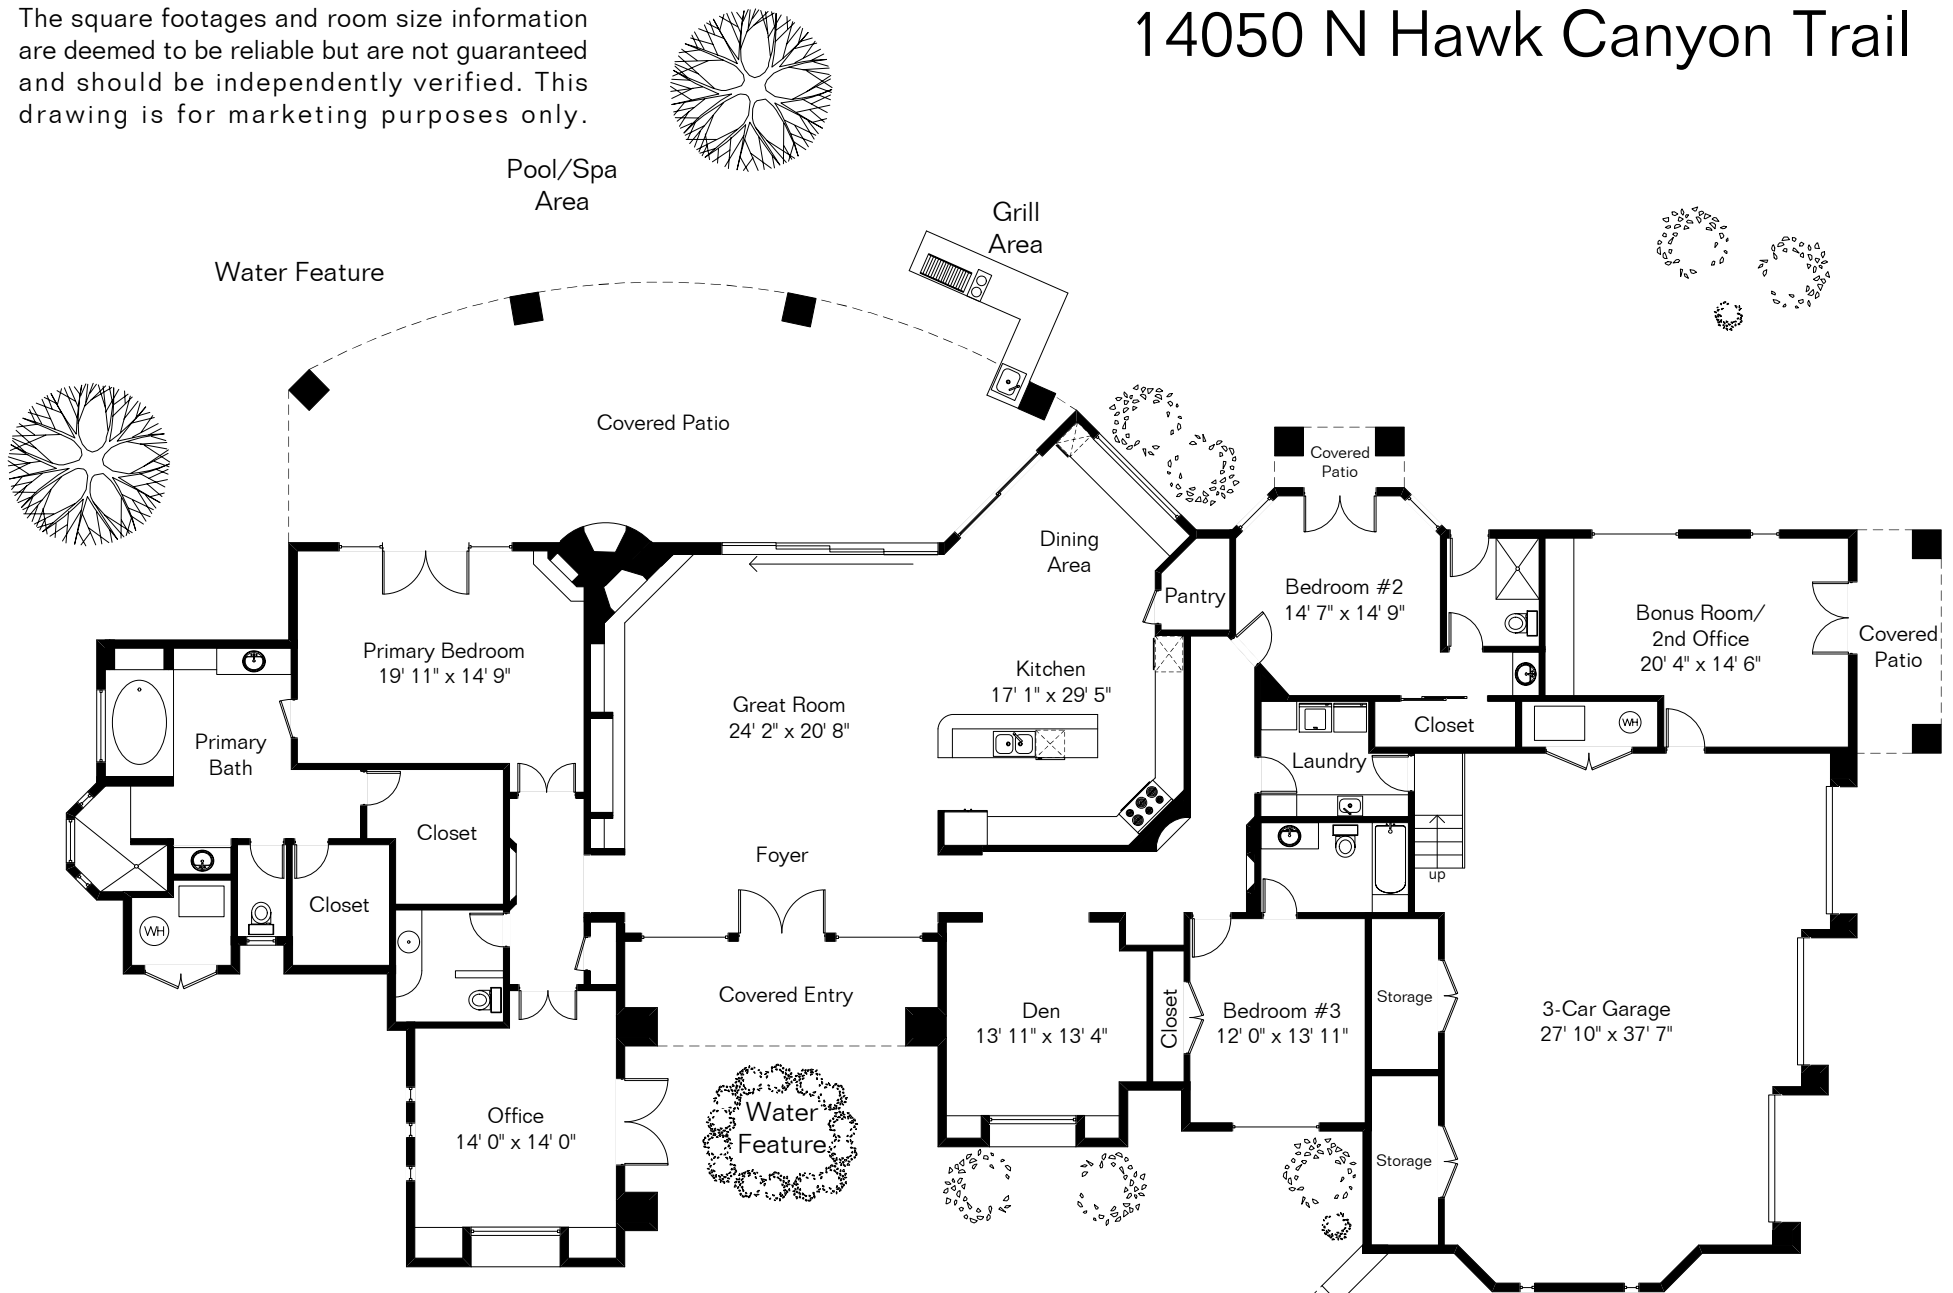 The square footages and room size information
are deemed to be reliable but are not guaranteed
and should be independently verified. This
drawing is for marketing purposes only.
14050 N Hawk Canyon Trail
Pool/Spa
Area
Grill
Area
Water Feature
Covered Patio
Covered
Patio
Dining
Area
Pantry
Bedroom #2
14' 7" x 14' 9"
Bonus Room/
2nd Office
20' 4" x 14' 6"
Covered
Patio
Primary Bedroom
19' 11" x 14' 9"
Kitchen
17' 1" x 29' 5"
Great Room
24' 2" x 20' 8"
Primary
Bath
Closet
WH
Laundry
Closet
Foyer
up
Closet
WH
Covered Entry
Den
13' 11" x 13' 4"
Closet
Bedroom #3
12' 0" x 13' 11"
Storage
3-Car Garage
27' 10" x 37' 7"
Office
14' 0" x 14' 0"
Water
Feature
Storage